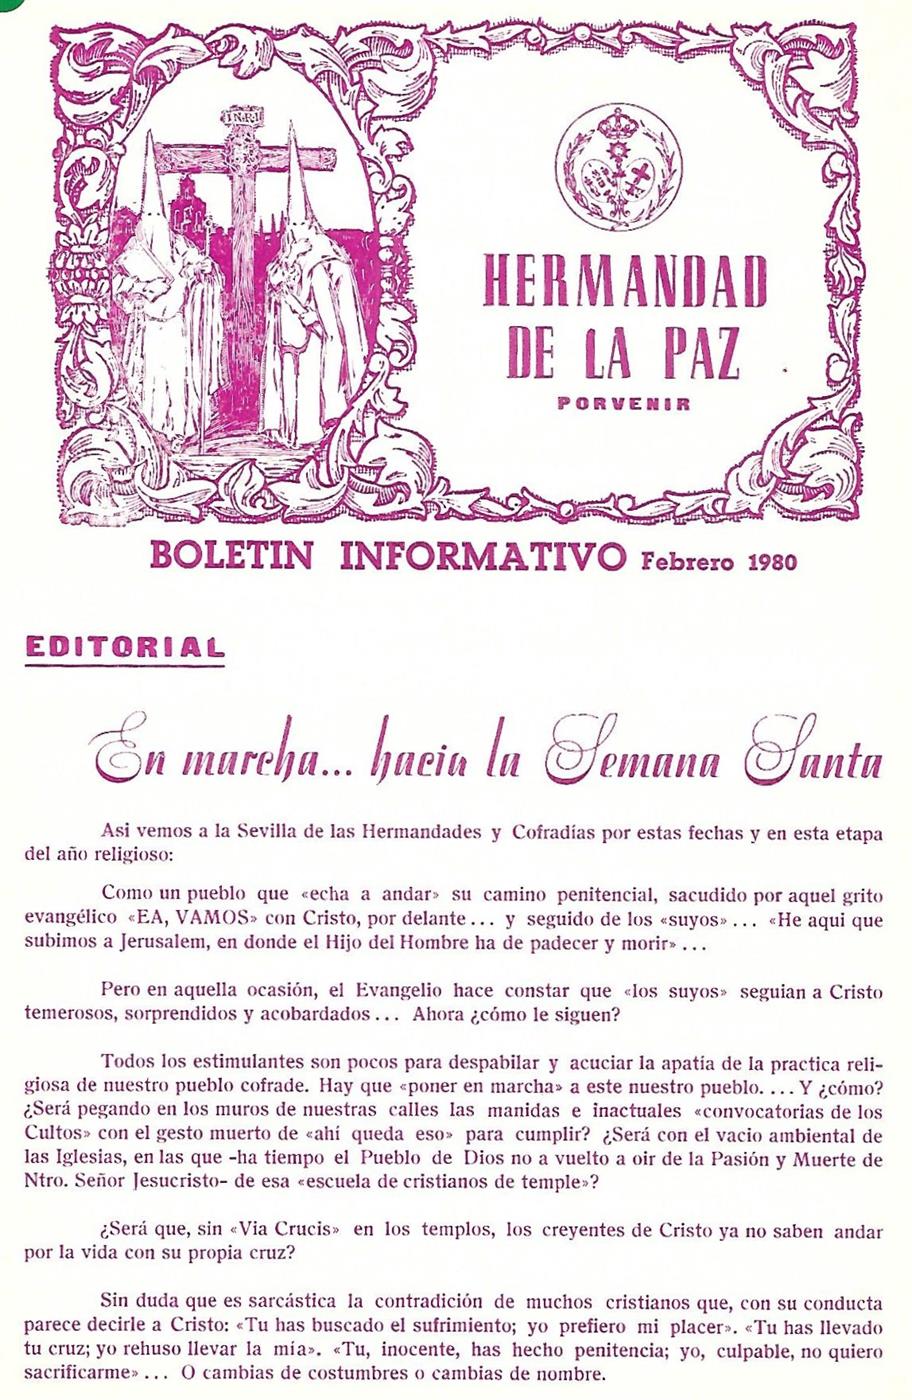 INRI
HERMANDAD
DE LA PAZ
PORVENIR
BOLETIN INFORMATIVO Febrero 1980
EDITORIAL
En marcha... hacia la Semana Santa
Asi vemos a la Sevilla de las Hermandades y Cofradías por estas fechas y en esta etapa
del año religioso:
Como un pueblo que «echa a andar» su camino penitencial, sacudido por aquel grito
evangélico «EA, VAMOS» con Cristo, por delante... y seguido de los «suyos»... «He aqui que
subimos a Jerusalem, en donde el Hijo del Hombre ha de padecer y morir»...
Pero en aquella ocasión, el Evangelio hace constar que «los suyos» seguian a Cristo
temerosos, sorprendidos y acobardados... Ahora ¿cómo le siguen?
Todos los estimulantes son pocos para despabilar y acuciar la apatía de la practica reli-
giosa de nuestro pueblo cofrade. Hay que «poner en marcha» a este nuestro pueblo. ... Y ¿cómo?
¿Será pegando en los muros de nuestras calles las manidas e inactuales «convocatorias de los
Cultos» con el gesto muerto de «ahí queda eso» para cumplir? ¿Será con el vacio ambiental de
las Iglesias, en las que -ha tiempo el Pueblo de Dios no a vuelto a oir de la Pasión y Muerte de
Ntro. Señor Jesucristo- de esa «escuela de cristianos de temple»?
¿Será que, sin «Via Crucis» en los templos, los creyentes de Cristo ya no saben andar
por la vida con su propia cruz?
Sin duda que es sarcástica la contradición de muchos cristianos que, con su conducta
parece decirle a Cristo: «Tu has buscado el sufrimiento; yo prefiero mi placer». «Tu has llevado
tu cruz; yo rehuso llevar la mía». «Tu, inocente, has hecho penitencia; yo, culpable, no quiero
sacrificarme»... O cambias de costumbres o cambias de nombre.